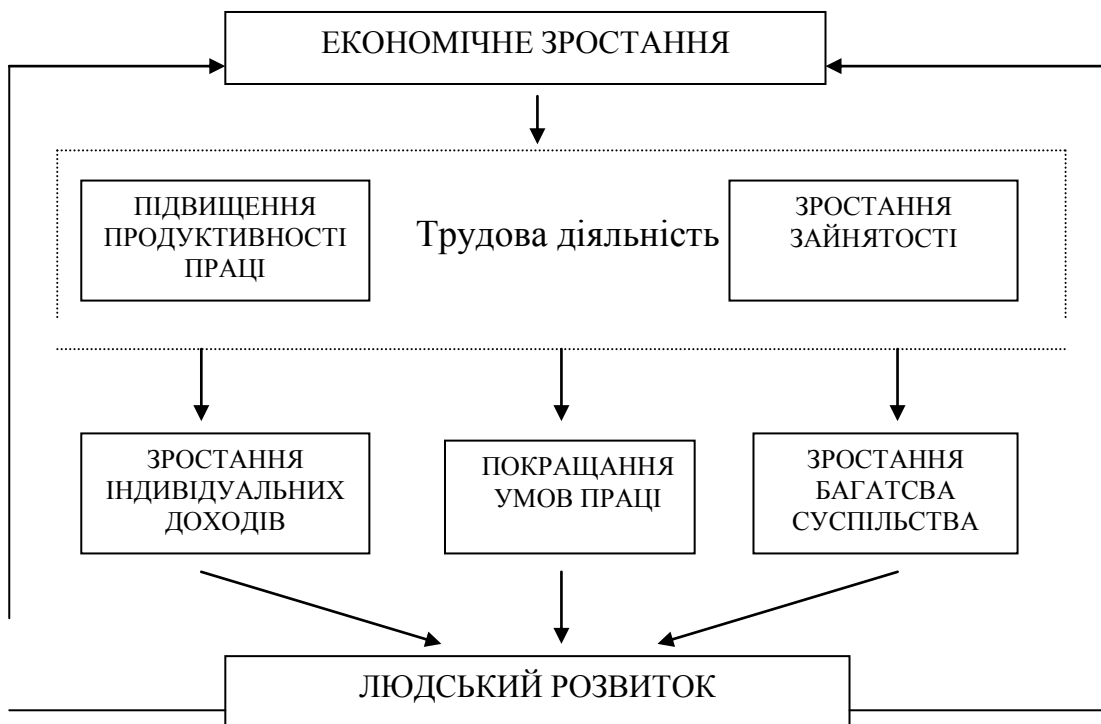 ЕКОНОМІЧНЕ ЗРОСТАННЯ
ПІДВИЩЕННЯ
ПРОДУКТИВНОСТІ
ПРАЦІ
Трудова діяльність
ЗРОСТАННЯ
ЗАЙНЯТОСТІ
ЗРОСТАННЯ
ІНДИВІДУАЛЬНИХ
ДОХОДІВ
ПОКРАЩАННЯ
УМОВ ПРАЦІ
ЗРОСТАННЯ
БАГАТСВА
СУСПІЛЬСТВА
ЛЮДСЬКИЙ РОЗВИТОК